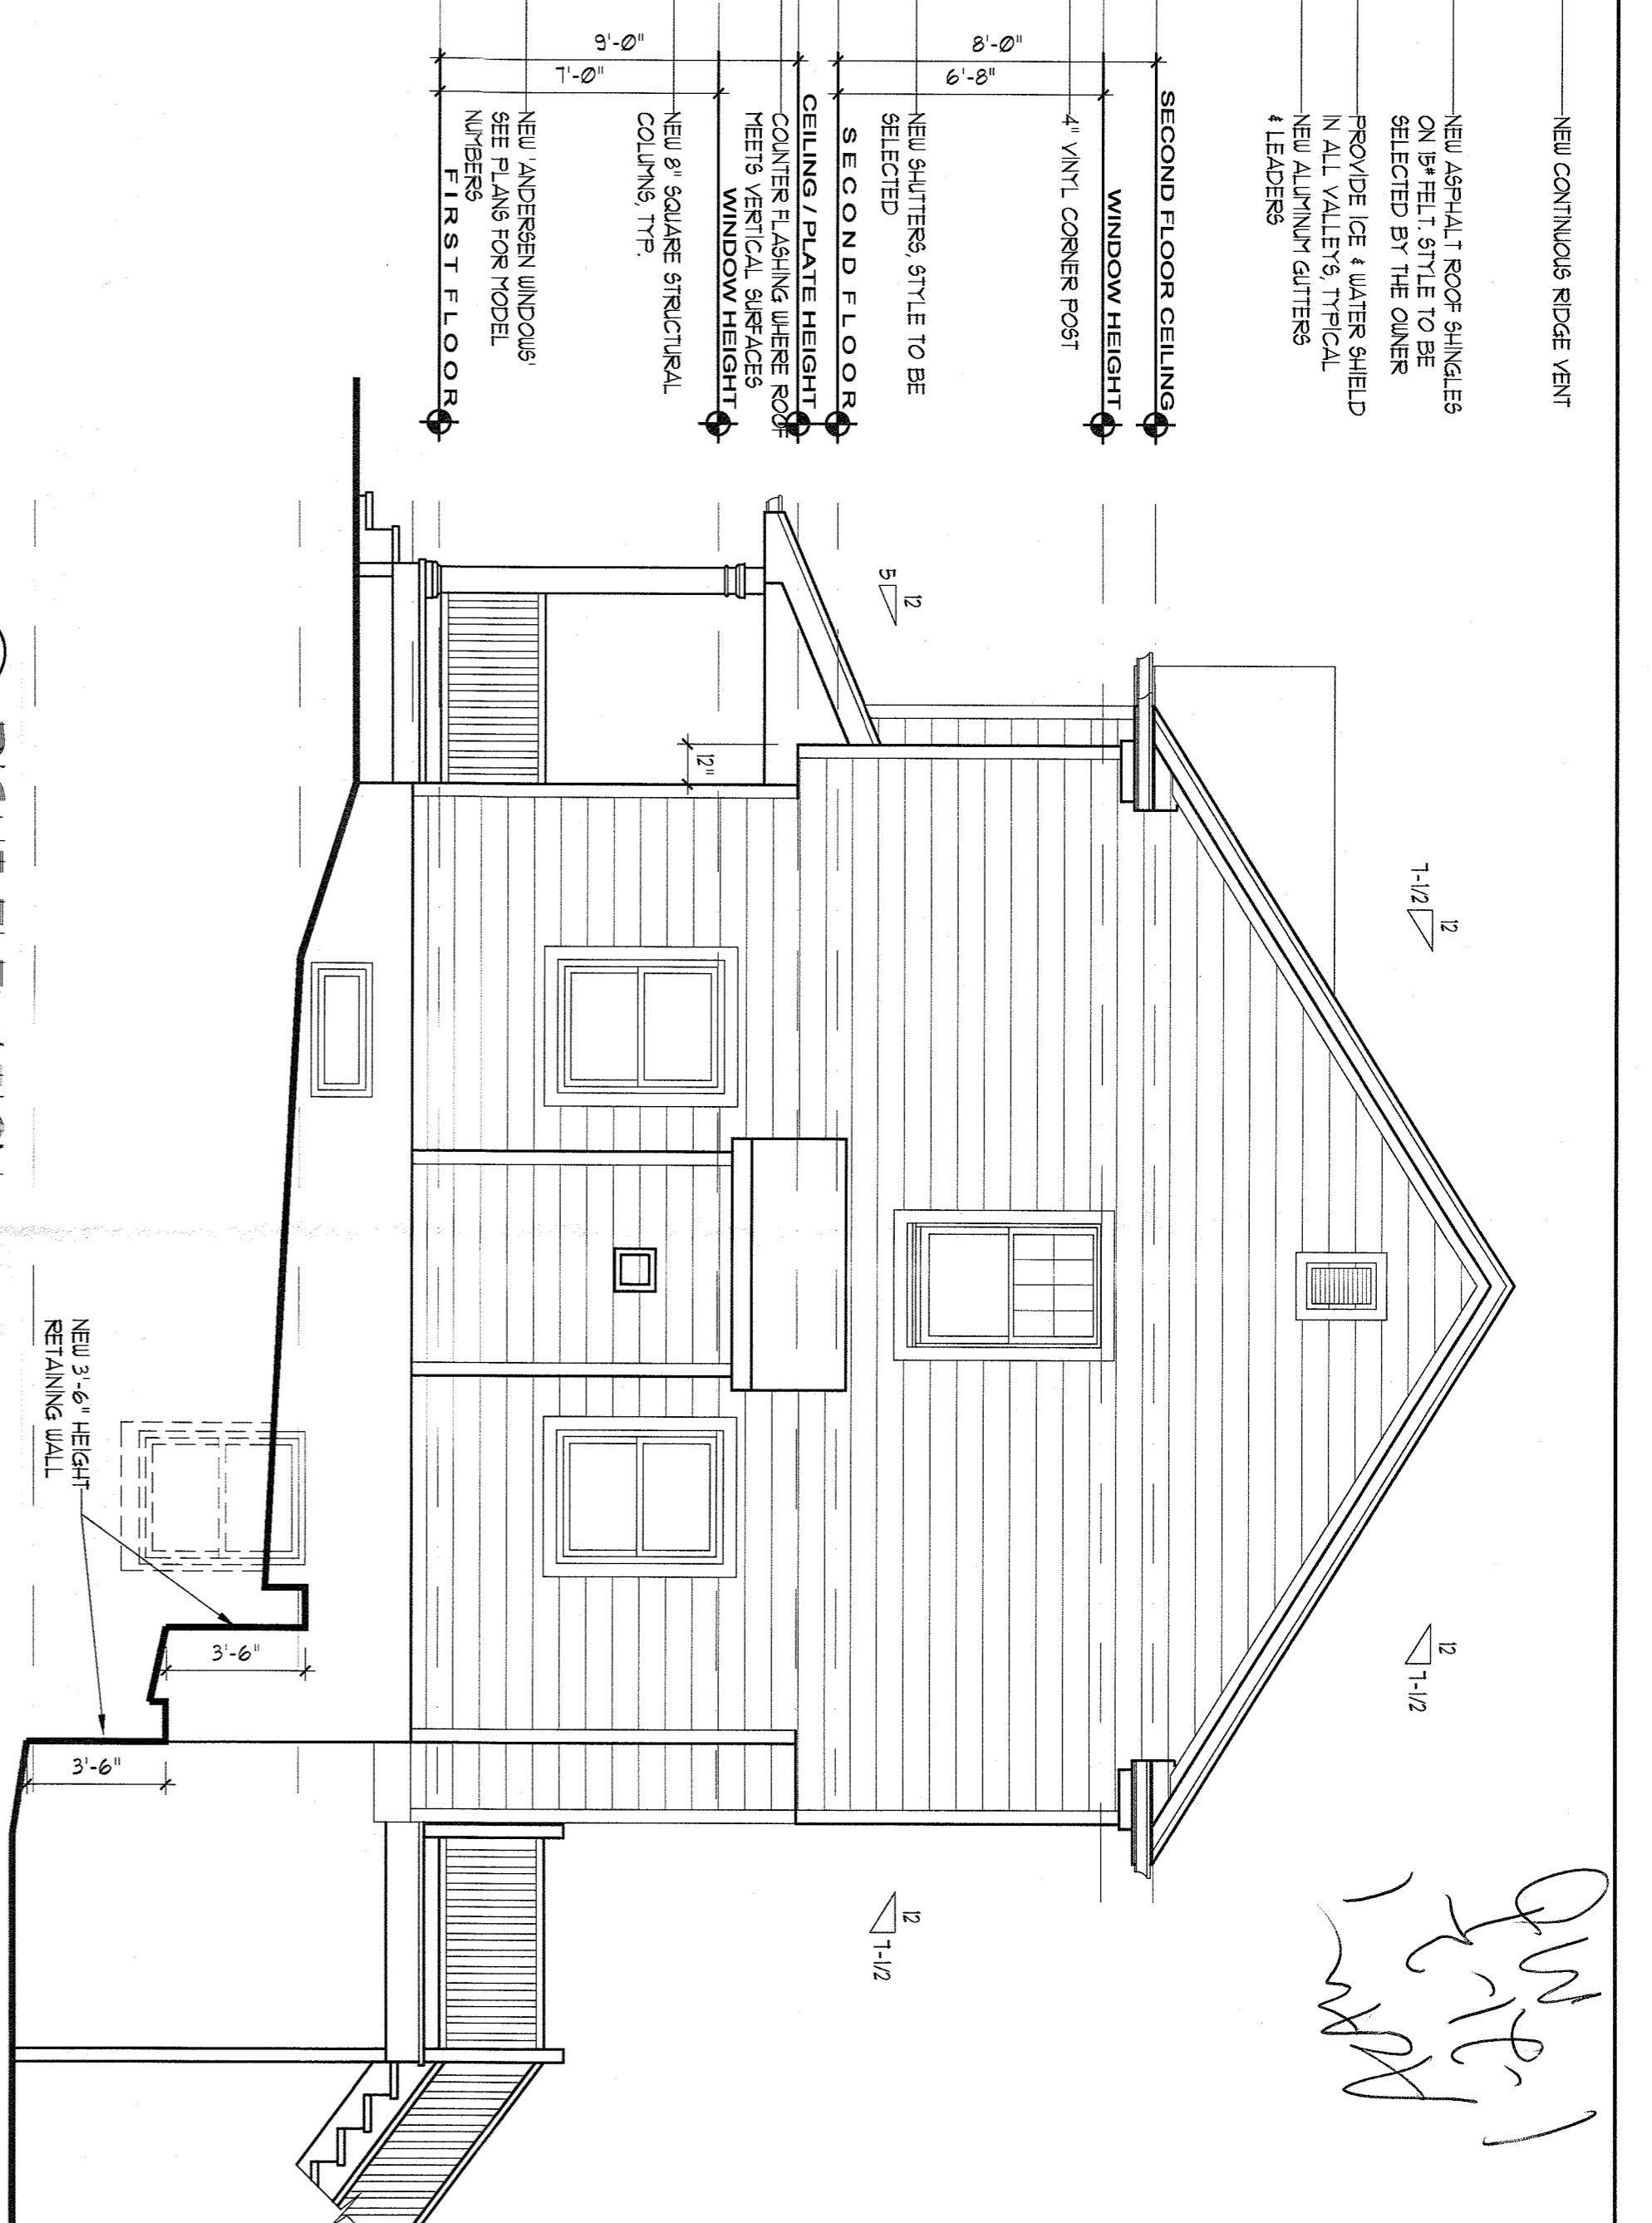 NEW CONTINUOUS RIDGE VENT
NEW ASPHALT ROOF SHINGLES
ON 15# FELT. STYLE TO BE
SELECTED BY THE OWNER
PROVIDE ICE & WATER SHIELD
IN ALL VALLEYS, TYPICAL
NEW ALUMINUM GUTTERS
& LEADERS
SECOND FLOOR CEILING
WINDOW HEIGHT
4" VINYL CORNER POST
NEW SHUTTERS, STYLE TO BE
SELECTED
SECOND FLOOR
CEILING / PLATE HEIGHT
COUNTER FLASHING WHERE ROOF
MEETS VERTICAL SURFACES
WINDOW HEIGHT
NEW 8" SQUARE STRUCTURAL
COLUMNS, TYP.
NEW 'ANDERSEN WINDOWS'
SEE PLANS FOR MODEL
NUMBERS
FIRST FLOOR
8'-0"
6'-8"
9'-0"
7'-0"
12
7-1/2
12
7-1/2
12
5
12
7-1/2
12"
3'-6"
3'-6"
NEW 3'-6" HEIGHT
RETAINING WALL